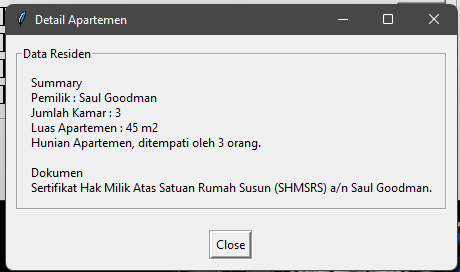 Detail Apartemen
Data Residen
Summary
Pemilik : Saul Goodman
Jumlah Kamar : 3
Luas Apartemen : 45 m2
Hunian Apartemen, ditempati oleh 3 orang.
Dokumen
Sertifikat Hak Milik Atas Satuan Rumah Susun (SHMSRS) a/n Saul Goodman.
Close